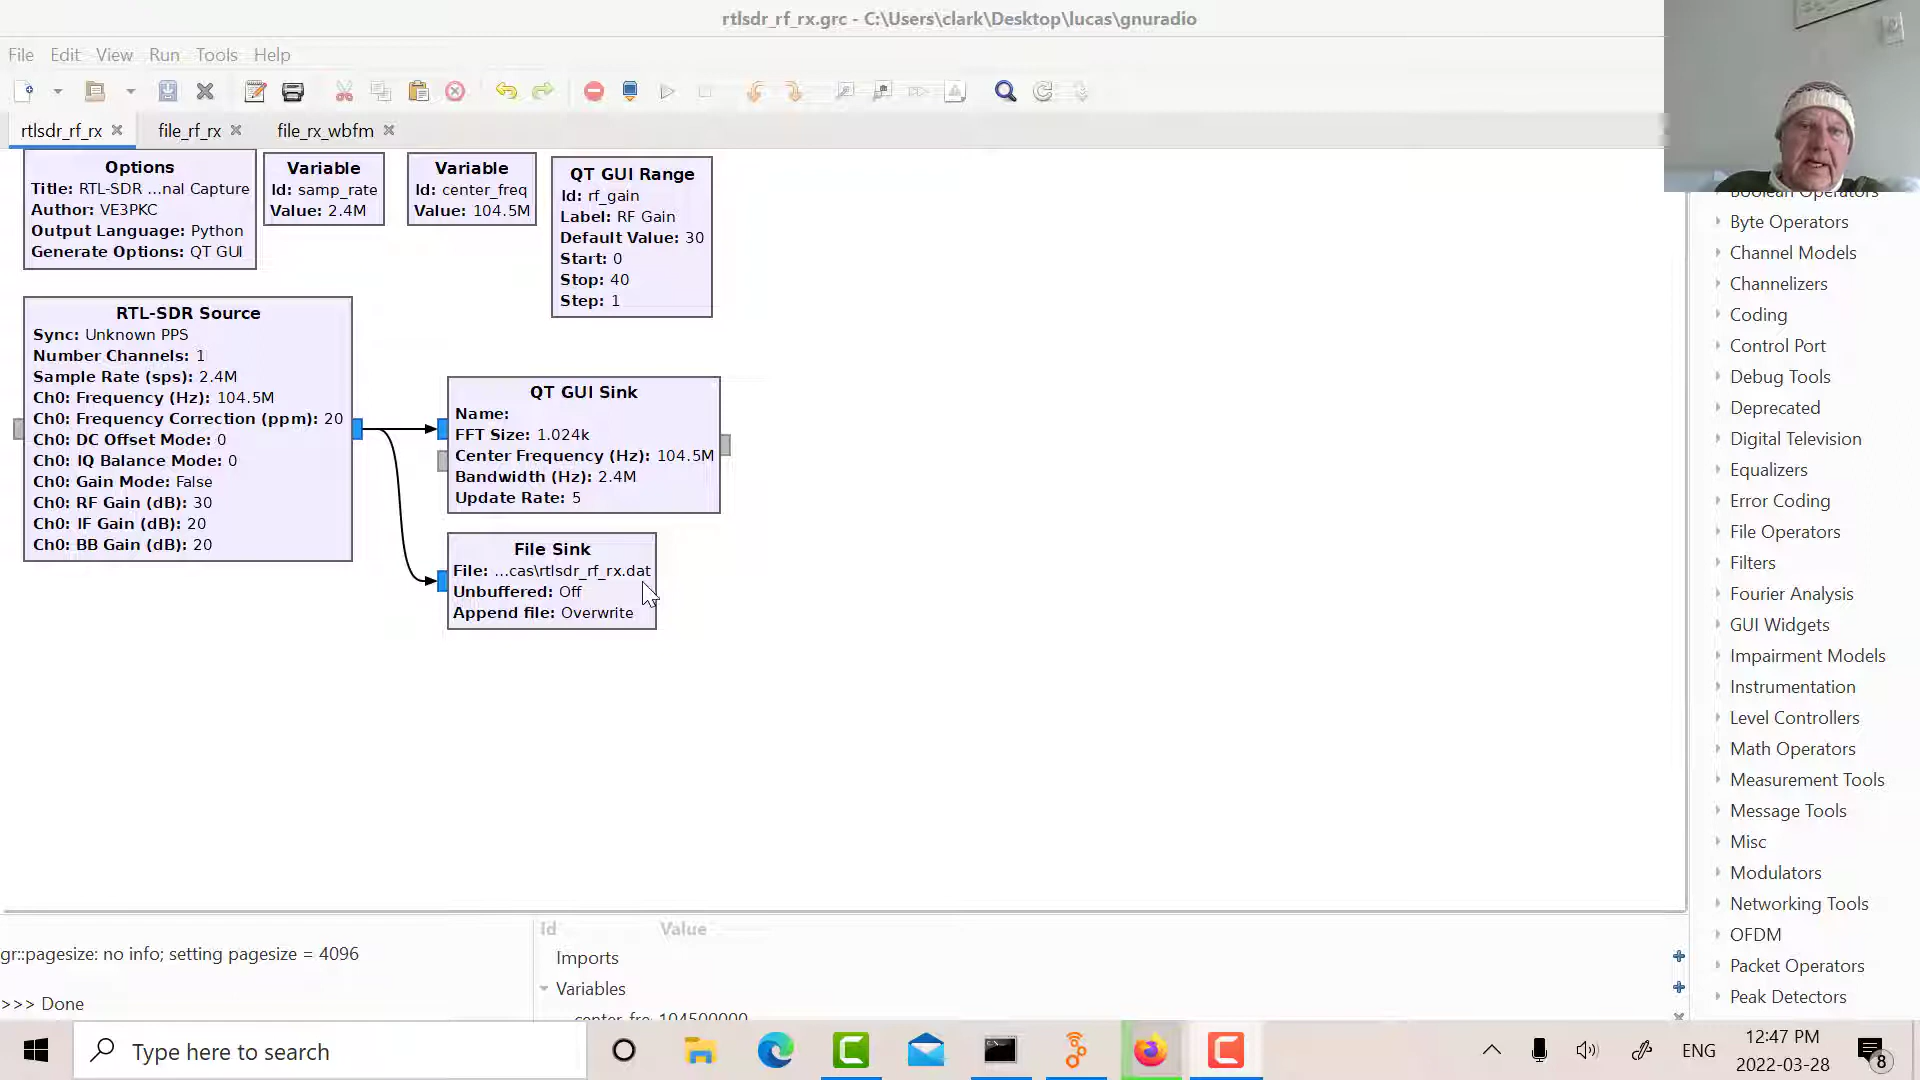 rtlsdr_rf_rx.grc - C:\Users\clark\Desktop\lucas\gnuradio
File Edit View Run Tools Help
rtlsdr_rf_rx file_rf_rx file_rx_wbfm
Options
Title: RTL-SDR ...nal Capture
Author: VE3PKC
Output Language: Python
Generate Options: QT GUI
Variable
Id: samp_rate
Value: 2.4M
Variable
Id: center_freq
Value: 104.5M
QT GUI Range
Id: rf_gain
Label: RF Gain
Default Value: 30
Start: 0
Stop: 40
Step: 1
RTL-SDR Source
Sync: Unknown PPS
Number Channels: 1
Sample Rate (sps): 2.4M
Ch0: Frequency (Hz): 104.5M
Ch0: Frequency Correction (ppm): 20
Ch0: DC Offset Mode: 0
Ch0: IQ Balance Mode: 0
Ch0: Gain Mode: False
Ch0: RF Gain (dB): 30
Ch0: IF Gain (dB): 20
Ch0: BB Gain (dB): 20
QT GUI Sink
Name:
FFT Size: 1.024k
Center Frequency (Hz): 104.5M
Bandwidth (Hz): 2.4M
Update Rate: 5
File Sink
File: ...cas\rtlsdr_rf_rx.dat
Unbuffered: Off
Append file: Overwrite
Boolean Operators
Byte Operators
Channel Models
Channelizers
Coding
Control Port
Debug Tools
Deprecated
Digital Television
Equalizers
Error Coding
File Operators
Filters
Fourier Analysis
GUI Widgets
Impairment Models
Instrumentation
Level Controllers
Math Operators
Measurement Tools
Message Tools
Misc
Modulators
Networking Tools
OFDM
Packet Operators
Peak Detectors
gr::pagesize: no info; setting pagesize = 4096
>>> Done
Id Value
Imports
Variables
center_fre 104500000
Type here to search
ENG
12:47 PM
2022-03-28
8